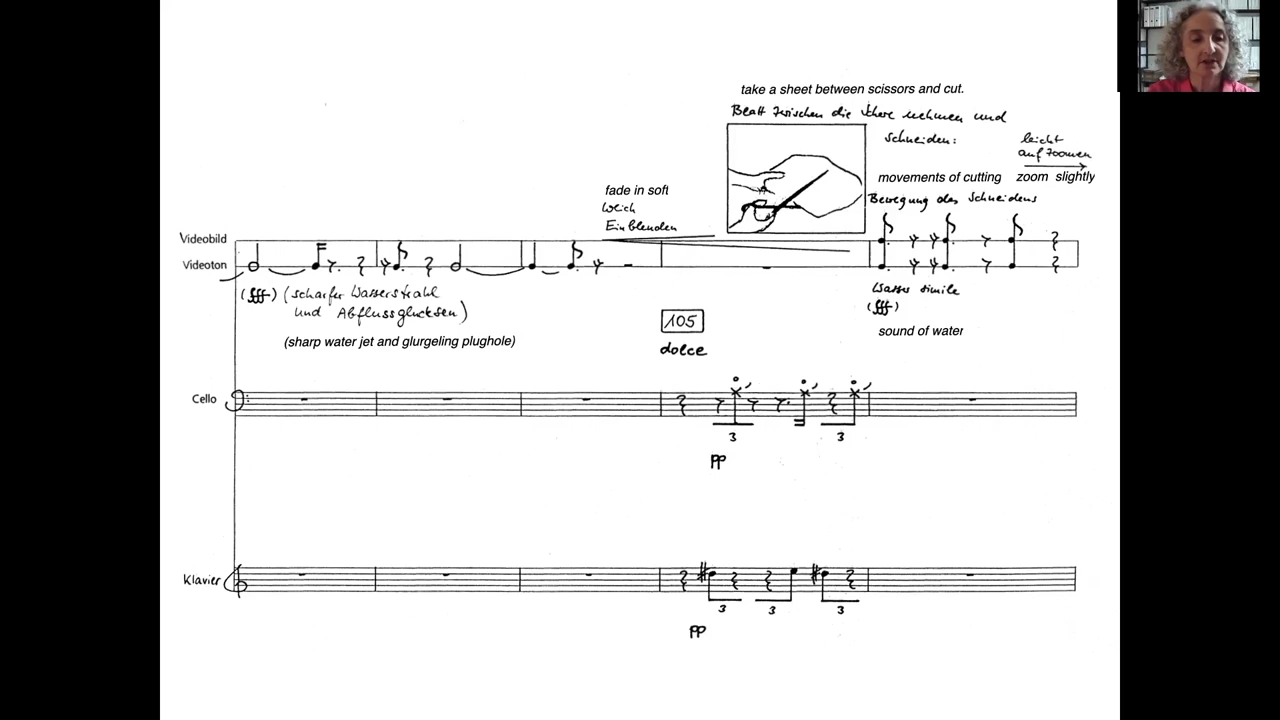 take a sheet between scissors and cut.
Blatt zwischen die Schere nehmen und
schneiden:
leicht
aufzoomen
movements of cutting
zoom slightly
Bewegung des Schneidens
fade in soft
Weich
Einblenden
Videobild
Videoton
(fff) (scharfer Wasserstrahl
und Abflussglucksen)
(sharp water jet and glurgeling plughole)
Wasser simile
(fff)
sound of water
105
dolce
Cello
3
3
pp
Klavier
3
3
3
pp